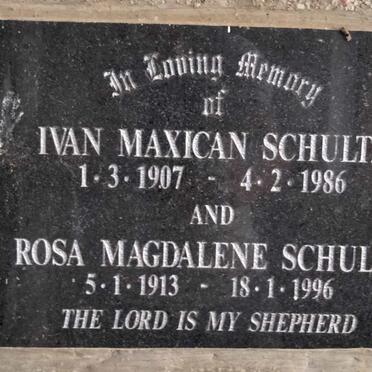 In Loving Memory
of
IVAN MAXICAN SCHULT
1·3·1907 - 4·2·1986
AND
ROSA MAGDALENE SCHUL
5·1·1913 - 18·1·1996
THE LORD IS MY SHEPHERD